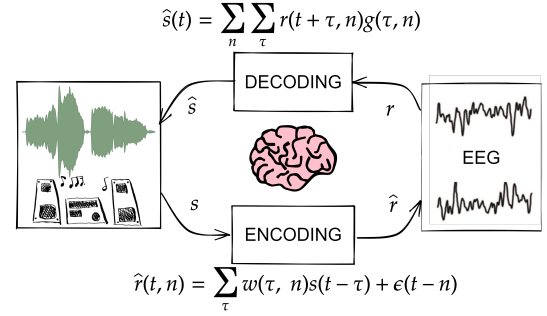 ŝ(t) = ∑_n ∑_τ r(t + τ, n)g(τ, n)
DECODING
ŝ
r
EEG
s
r̂
ENCODING
r̂(t, n) = ∑_τ w(τ, n)s(t − τ) + ϵ(t − n)